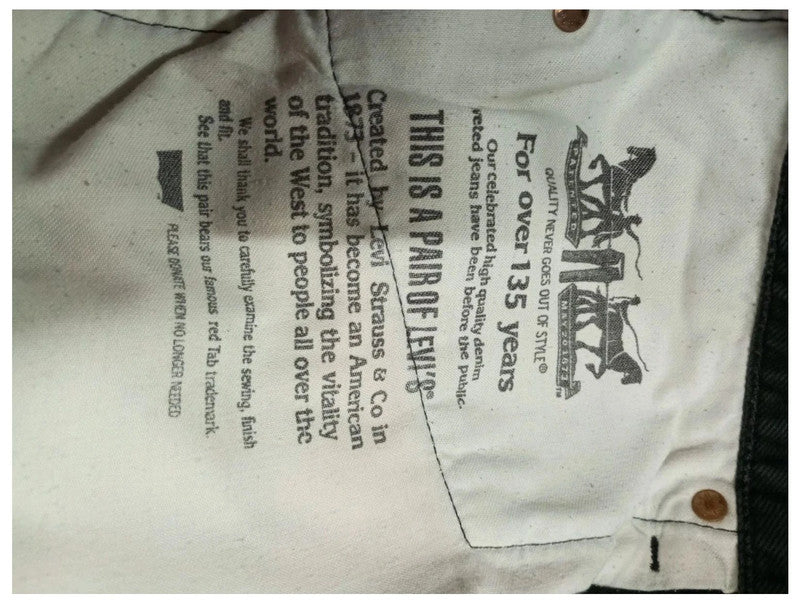 QUALITY NEVER GOES OUT OF STYLE®
For over 135 years
Our celebrated high quality denim
jeans have been before the public.
THIS IS A PAIR OF LEVI'S®
Created by Levi Strauss & Co in
1873 - it has become an American
tradition, symbolizing the vitality
of the West to people all over the
world.
We shall thank you to carefully examine the sewing, finish
and fit.
See that this pair bears our famous red Tab trademark.
PLEASE DONATE WHEN NO LONGER NEEDED